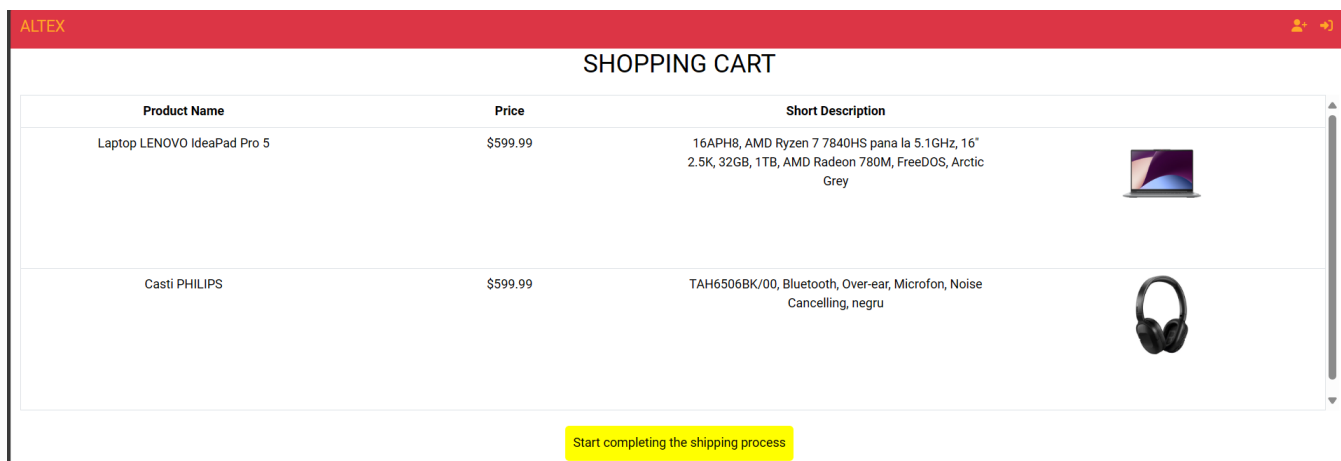 ALTEX
SHOPPING CART
Product Name Price Short Description
Laptop LENOVO IdeaPad Pro 5 $599.99 16APH8, AMD Ryzen 7 7840HS pana la 5.1GHz, 16"
2.5K, 32GB, 1TB, AMD Radeon 780M, FreeDOS, Arctic
Grey
Casti PHILIPS $599.99 TAH6506BK/00, Bluetooth, Over-ear, Microfon, Noise
Cancelling, negru
Start completing the shipping process